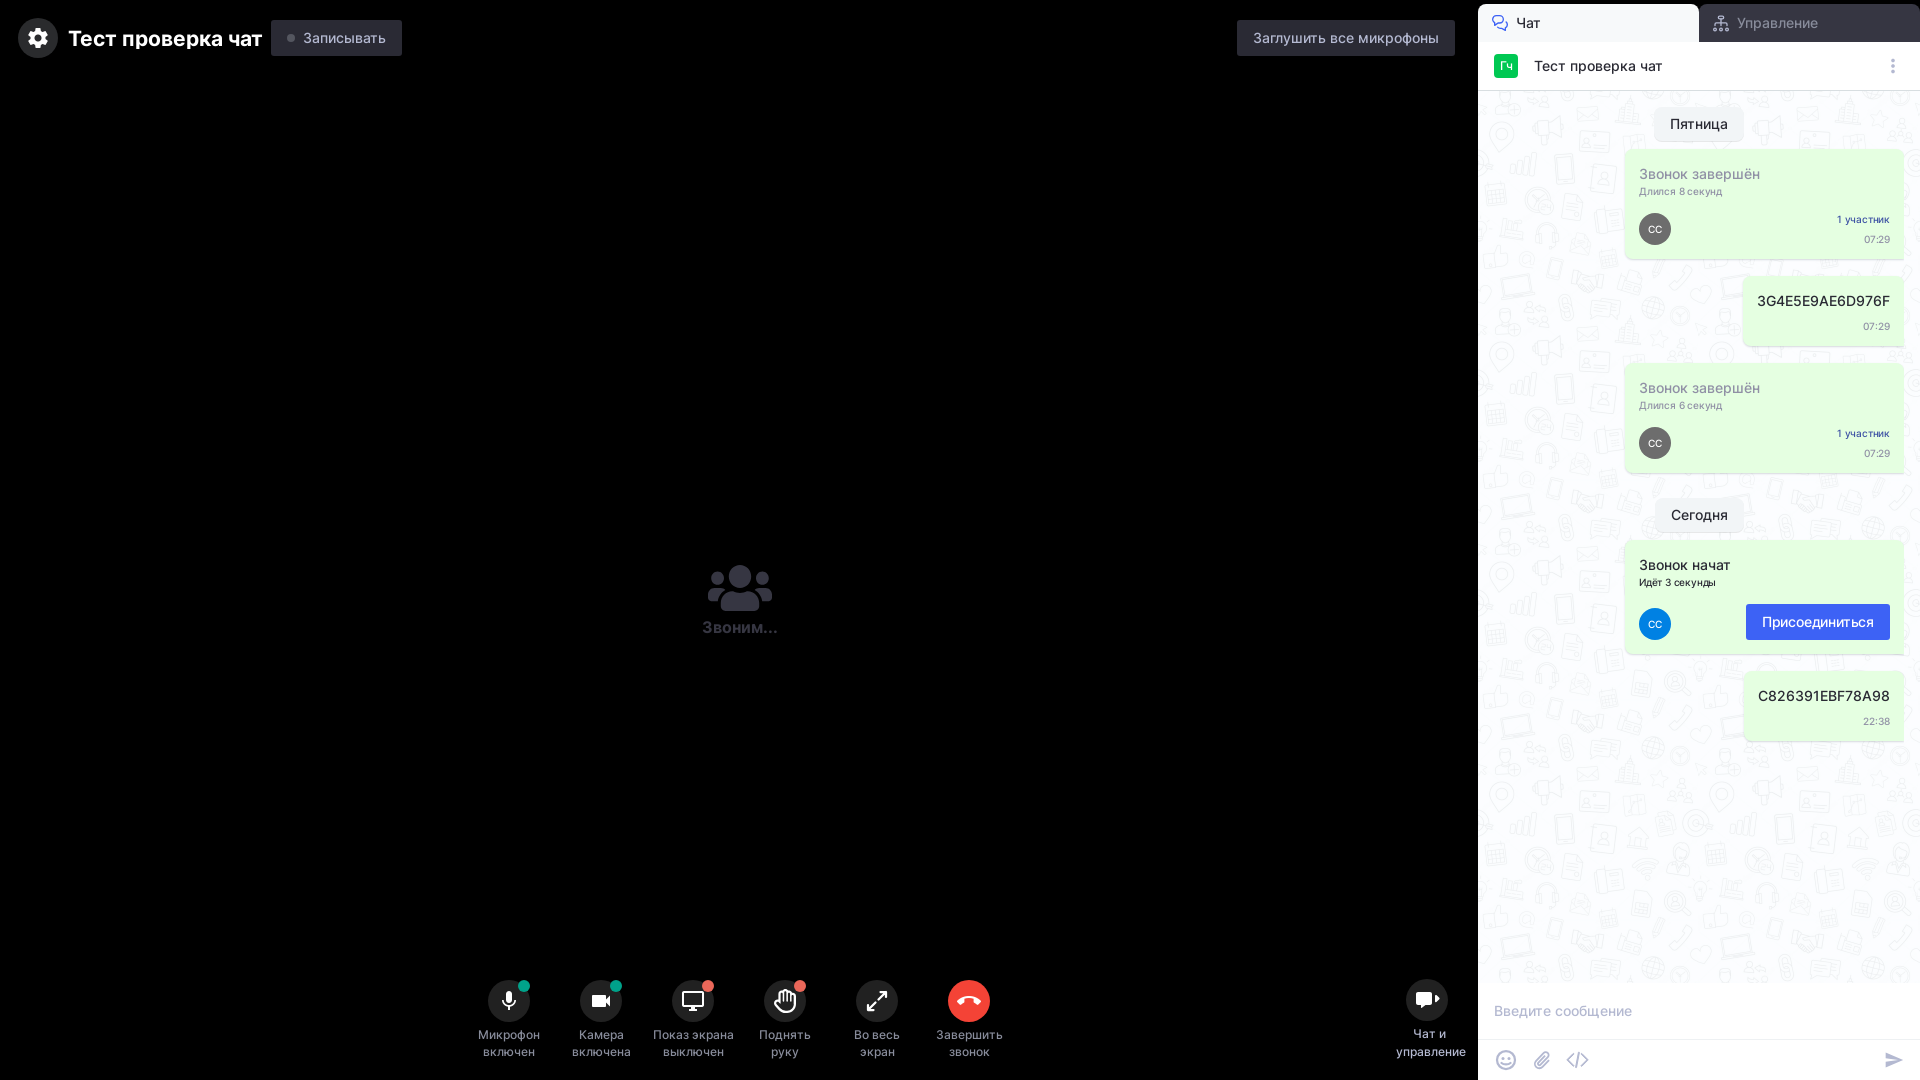 Тест проверка чат
Записывать
Заглушить все микрофоны
Чат
Управление
Гч
Тест проверка чат
Пятница
Звонок завершён
Длился 8 секунд
СС
1 участник
07:29
3G4E5E9AE6D976F
07:29
Звонок завершён
Длился 6 секунд
СС
1 участник
07:29
Сегодня
Звонок начат
Идёт 3 секунды
СС
Присоединиться
C826391EBF78A98
22:38
Звоним...
Микрофон
включен
Камера
включена
Показ экрана
выключен
Поднять
руку
Во весь
экран
Завершить
звонок
Чат и
управление
Введите сообщение